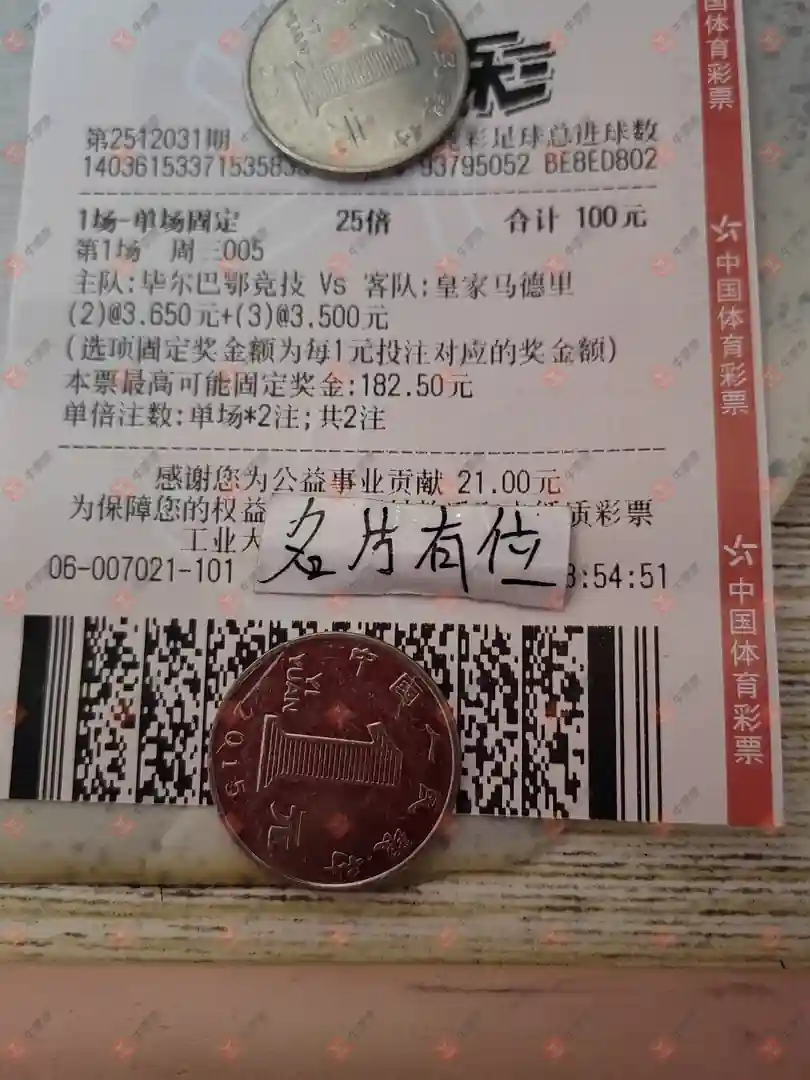 国体育彩票
第2512031期
彩足球总进球数
140361533715358
93795052 BE8ED802
1场-单场固定 25倍 合计 100元
第1场 周三005
主队:毕尔巴鄂竞技 Vs 客队:皇家马德里
(2)@3.650元+(3)@3.500元
(选项固定奖金额为每1元投注对应的奖金额)
本票最高可能固定奖金:182.50元
单倍注数:单场*2注;共2注
感谢您为公益事业贡献 21.00元
为保障您的权益
质彩票
工业大
名片有位
06-007021-101
:54:51
中国体育彩票
中国体育彩票
中国人民银行
YI YUAN
1元
2015